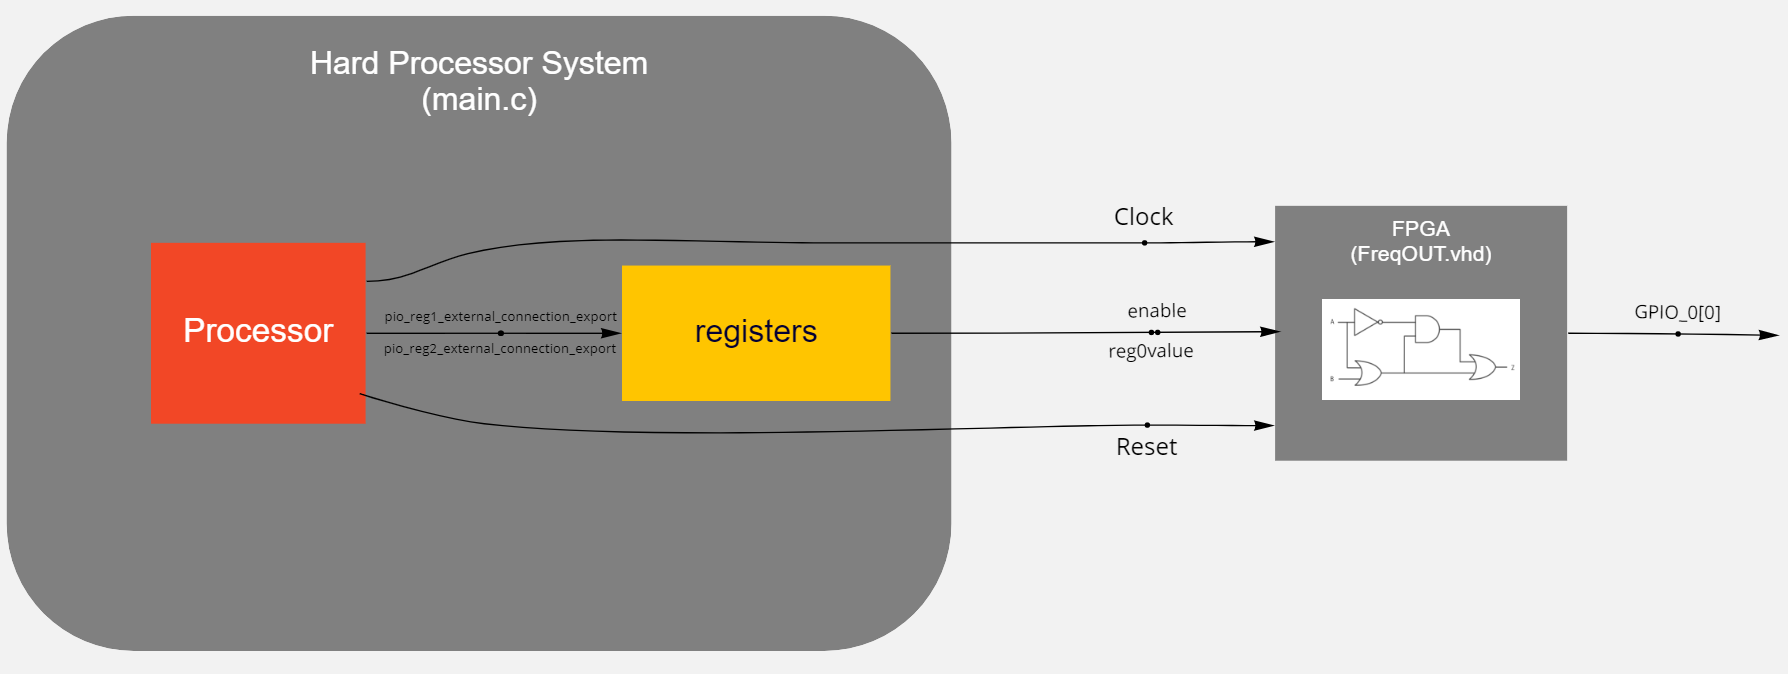 Hard Processor System
(main.c)
Clock
FPGA
(FreqOUT.vhd)
Processor
pio_reg1_external_connection_export
pio_reg2_external_connection_export
registers
enable
reg0value
A
B
Z
GPIO_0[0]
Reset